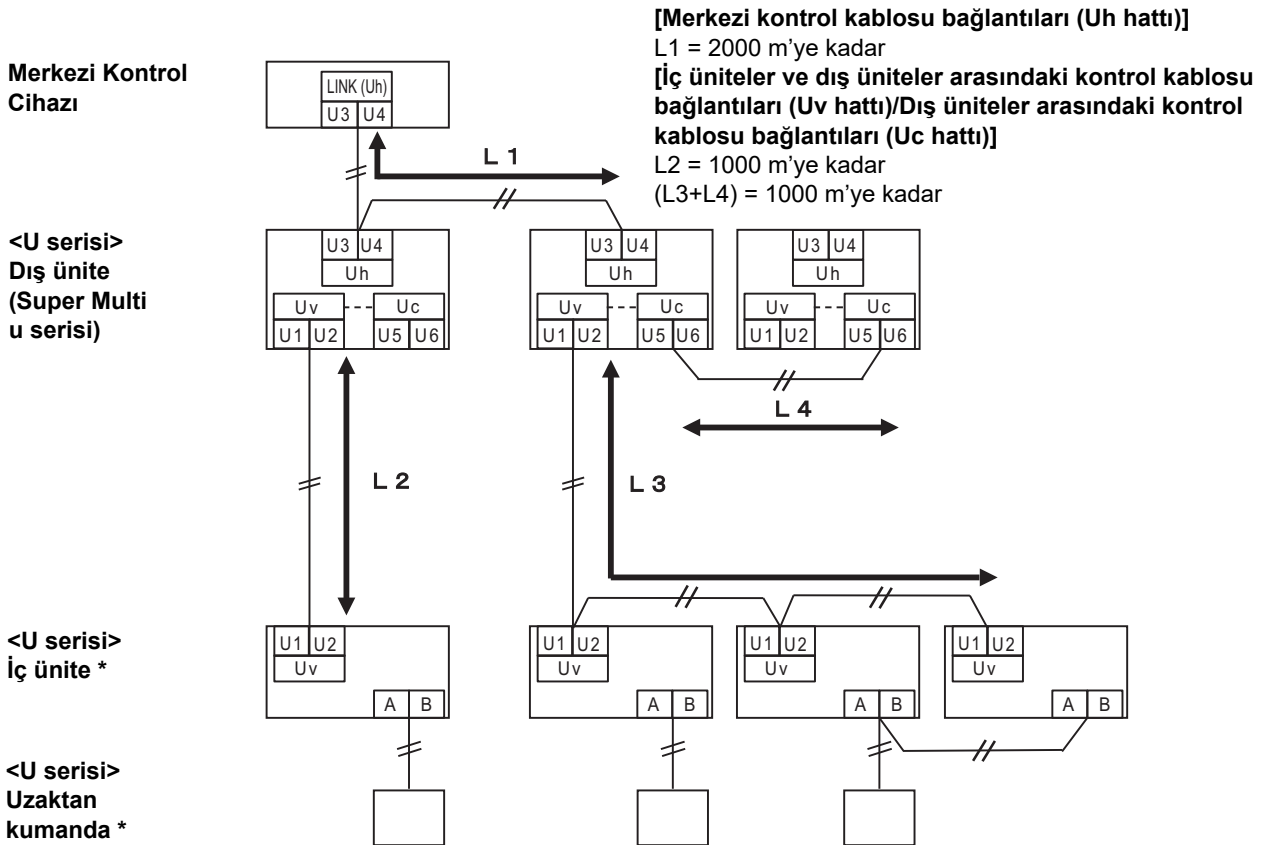 [Merkezi kontrol kablosu bağlantıları (Uh hattı)]
L1 = 2000 m’ye kadar
[İç üniteler ve dış üniteler arasındaki kontrol kablosu
bağlantıları (Uv hattı)/Dış üniteler arasındaki kontrol
kablosu bağlantıları (Uc hattı)]
L2 = 1000 m’ye kadar
(L3+L4) = 1000 m’ye kadar
Merkezi Kontrol
Cihazı
LINK (Uh)
U3 U4
L 1
<U serisi>
Dış ünite
(Super Multi
u serisi)
U3 U4
Uh
Uv Uc
U1 U2 U5 U6
U3 U4
Uh
Uv Uc
U1 U2 U5 U6
U3 U4
Uh
Uv Uc
U1 U2 U5 U6
L 4
L 2
L 3
<U serisi>
İç ünite *
U1 U2
Uv
A B
U1 U2
Uv
A B
U1 U2
Uv
A B
U1 U2
Uv
A B
<U serisi>
Uzaktan
kumanda *